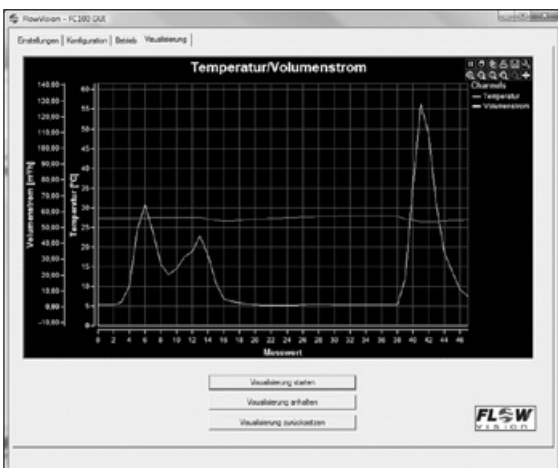 FlowVision - FC100 GUI
Einstellungen | Konfiguration | Betrieb | Visualisierung
Temperatur/Volumenstrom
Channels
Temperatur
Volumenstrom
Volumenstrom [m³/h]
140,00
130,00
120,00
110,00
100,00
90,00
80,00
70,00
60,00
50,00
40,00
30,00
20,00
10,00
0,00
-10,00
Temperatur [°C]
60
55
50
45
40
35
30
25
20
15
10
5
0
0 2 4 6 8 10 12 14 16 18 20 22 24 26 28 30 32 34 36 38 40 42 44 46
Messwert
Visualisierung starten
Visualisierung anhalten
Visualisierung zurücksetzen
FLOW
VISION